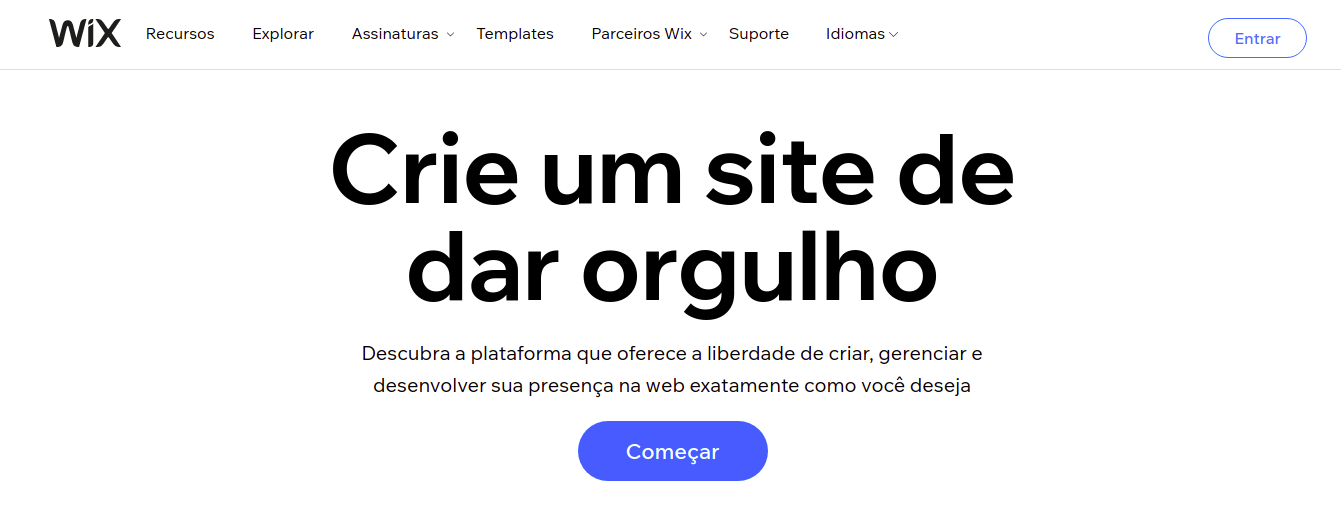 WiX Recursos Explorar Assinaturas Templates Parceiros Wix Suporte Idiomas Entrar
Crie um site de
dar orgulho
Descubra a plataforma que oferece a liberdade de criar, gerenciar e
desenvolver sua presença na web exatamente como você deseja
Começar